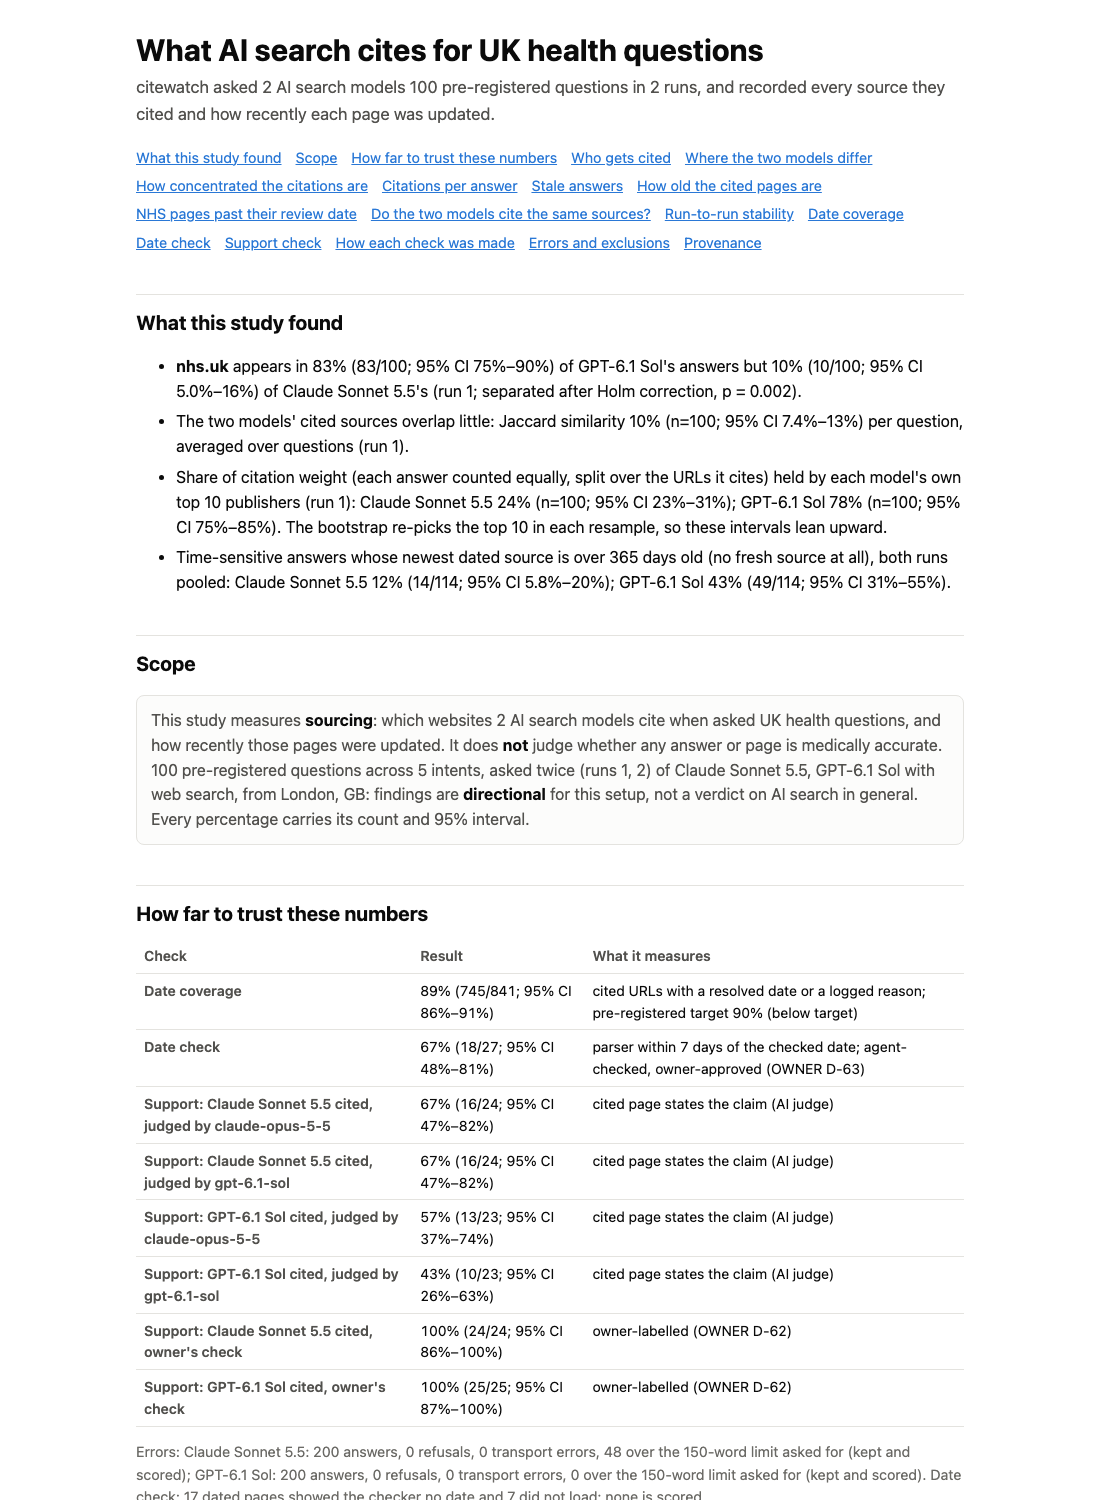 What AI search cites for UK health questions
citewatch asked 2 AI search models 100 pre-registered questions in 2 runs, and recorded every source they
cited and how recently each page was updated.
What this study found Scope How far to trust these numbers Who gets cited Where the two models differ
How concentrated the citations are Citations per answer Stale answers How old the cited pages are
NHS pages past their review date Do the two models cite the same sources? Run-to-run stability Date coverage
Date check Support check How each check was made Errors and exclusions Provenance
What this study found
• nhs.uk appears in 83% (83/100; 95% CI 75%–90%) of GPT-6.1 Sol's answers but 10% (10/100; 95% CI
5.0%–16%) of Claude Sonnet 5.5's (run 1; separated after Holm correction, p = 0.002).
• The two models' cited sources overlap little: Jaccard similarity 10% (n=100; 95% CI 7.4%–13%) per question,
averaged over questions (run 1).
• Share of citation weight (each answer counted equally, split over the URLs it cites) held by each model's own
top 10 publishers (run 1): Claude Sonnet 5.5 24% (n=100; 95% CI 23%–31%); GPT-6.1 Sol 78% (n=100; 95%
CI 75%–85%). The bootstrap re-picks the top 10 in each resample, so these intervals lean upward.
• Time-sensitive answers whose newest dated source is over 365 days old (no fresh source at all), both runs
pooled: Claude Sonnet 5.5 12% (14/114; 95% CI 5.8%–20%); GPT-6.1 Sol 43% (49/114; 95% CI 31%–55%).
Scope
This study measures sourcing: which websites 2 AI search models cite when asked UK health questions, and
how recently those pages were updated. It does not judge whether any answer or page is medically accurate.
100 pre-registered questions across 5 intents, asked twice (runs 1, 2) of Claude Sonnet 5.5, GPT-6.1 Sol with
web search, from London, GB: findings are directional for this setup, not a verdict on AI search in general.
Every percentage carries its count and 95% interval.
How far to trust these numbers
Check Result What it measures
Date coverage 89% (745/841; 95% CI cited URLs with a resolved date or a logged reason;
86%–91%) pre-registered target 90% (below target)
Date check 67% (18/27; 95% CI parser within 7 days of the checked date; agent-
48%–81%) checked, owner-approved (OWNER D-63)
Support: Claude Sonnet 5.5 cited, 67% (16/24; 95% CI cited page states the claim (AI judge)
judged by claude-opus-5-5 47%–82%)
Support: Claude Sonnet 5.5 cited, 67% (16/24; 95% CI cited page states the claim (AI judge)
judged by gpt-6.1-sol 47%–82%)
Support: GPT-6.1 Sol cited, judged by 57% (13/23; 95% CI cited page states the claim (AI judge)
claude-opus-5-5 37%–74%)
Support: GPT-6.1 Sol cited, judged by 43% (10/23; 95% CI cited page states the claim (AI judge)
gpt-6.1-sol 26%–63%)
Support: Claude Sonnet 5.5 cited, 100% (24/24; 95% CI owner-labelled (OWNER D-62)
owner's check 86%–100%)
Support: GPT-6.1 Sol cited, owner's 100% (25/25; 95% CI owner-labelled (OWNER D-62)
check 87%–100%)
Errors: Claude Sonnet 5.5: 200 answers, 0 refusals, 0 transport errors, 48 over the 150-word limit asked for (kept and
scored); GPT-6.1 Sol: 200 answers, 0 refusals, 0 transport errors, 0 over the 150-word limit asked for (kept and scored). Date
check: 17 dated pages showed the checker no date and 7 did not load; none is scored.